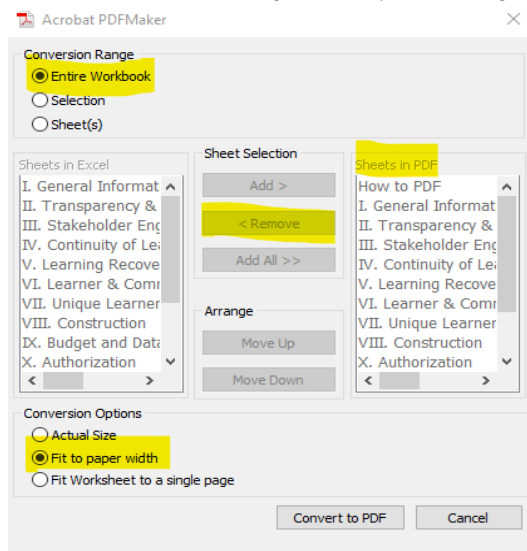 Acrobat PDFMaker
Conversion Range
Entire Workbook
Selection
Sheet(s)
Sheets in Excel
I. General Informat
II. Transparency &
III. Stakeholder Eng
IV. Continuity of Lea
V. Learning Recove
VI. Learner & Comr
VII. Unique Learner
VIII. Construction
IX. Budget and Data
X. Authorization
Sheet Selection
Add >
< Remove
Add All >>
Arrange
Move Up
Move Down
Sheets in PDF
How to PDF
I. General Informat
II. Transparency &
III. Stakeholder Eng
IV. Continuity of Lea
V. Learning Recove
VI. Learner & Comr
VII. Unique Learner
VIII. Construction
X. Authorization
Conversion Options
Actual Size
Fit to paper width
Fit Worksheet to a single page
Convert to PDF
Cancel